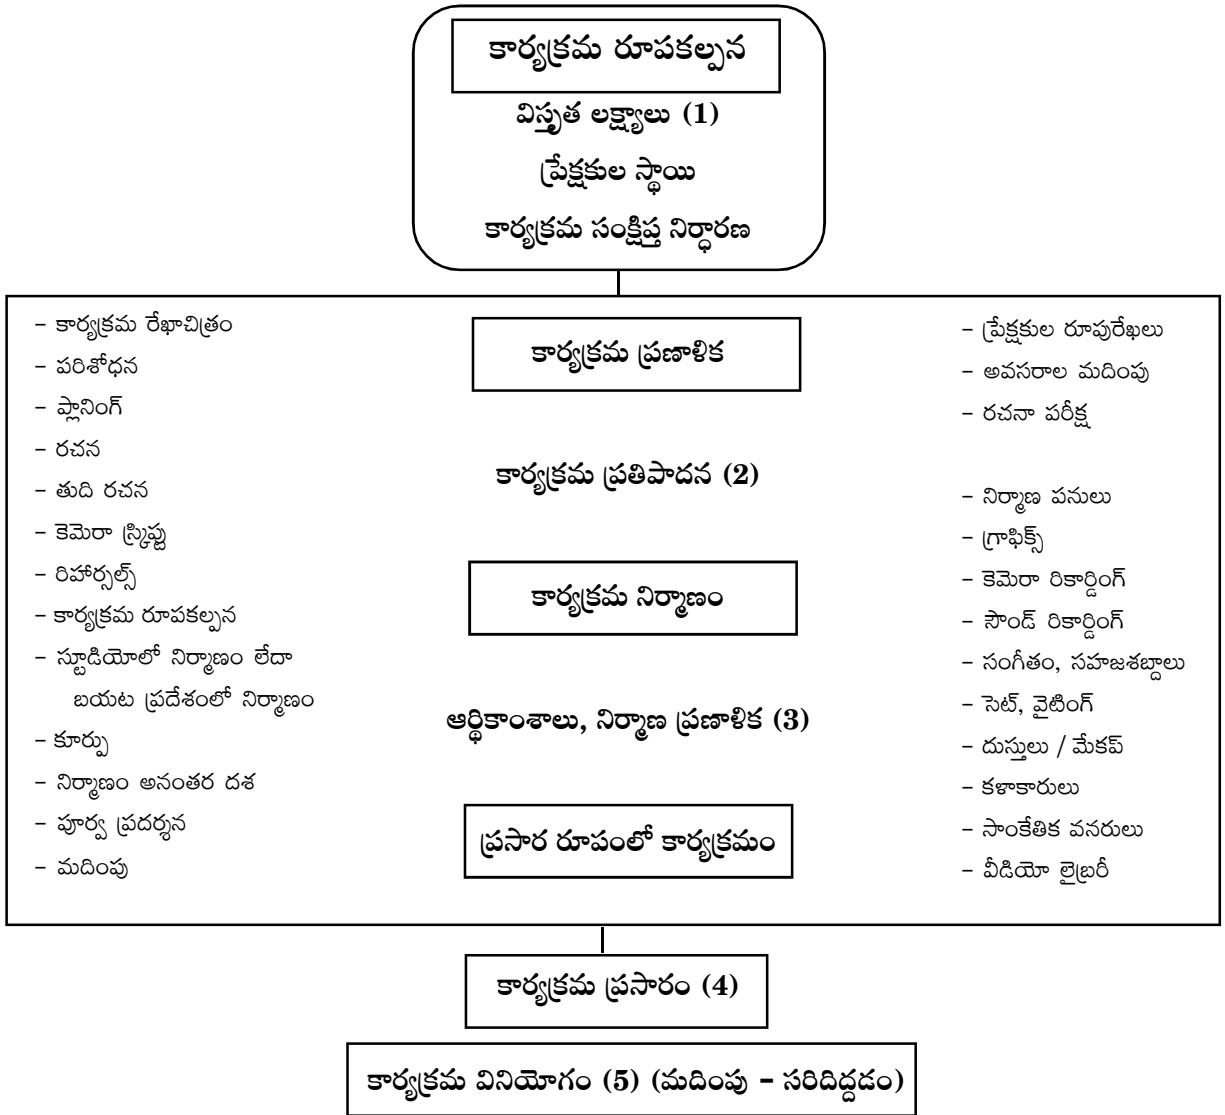 కార్యక్రమ రూపకల్పన
విస్తృత లక్ష్యాలు (1)
ప్రేక్షకుల స్థాయి
కార్యక్రమ సంక్షిప్త నిర్ధారణ
– కార్యక్రమ రేఖాచిత్రం
– పరిశోధన
– ప్లానింగ్
– రచన
– తుది రచన
– కెమెరా స్క్రిప్టు
– రిహార్సల్స్
– కార్యక్రమ రూపకల్పన
– స్టూడియోలో నిర్మాణం లేదా
బయట ప్రదేశంలో నిర్మాణం
– కూర్పు
– నిర్మాణం అనంతర దశ
– పూర్వ ప్రదర్శన
– మదింపు
కార్యక్రమ ప్రణాళిక
కార్యక్రమ ప్రతిపాదన (2)
కార్యక్రమ నిర్మాణం
ఆర్థికాంశాలు, నిర్మాణ ప్రణాళిక (3)
ప్రసార రూపంలో కార్యక్రమం
– ప్రేక్షకుల రూపురేఖలు
– అవసరాల మదింపు
– రచనా పరీక్ష
– నిర్మాణ పనులు
– గ్రాఫిక్స్
– కెమెరా రికార్డింగ్
– సౌండ్ రికార్డింగ్
– సంగీతం, సహజశబ్దాలు
– సెట్, వైటింగ్
– దుస్తులు / మేకప్
– కళాకారులు
– సాంకేతిక వనరులు
– వీడియో లైబ్రరీ
కార్యక్రమ ప్రసారం (4)
కార్యక్రమ వినియోగం (5) (మదింపు – సరిదిద్దడం)